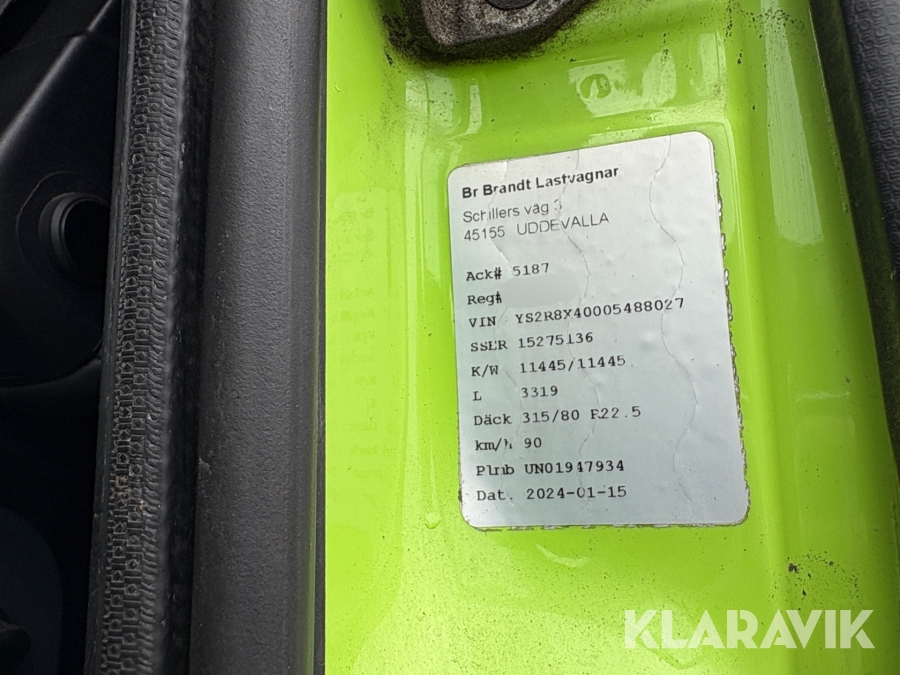 Br Brandt Lastvagnar
Schillers väg 3
45155 UDDEVALLA
Ack# 5187
Reg#
VIN YS2R8X40005488027
SSER 15275136
K/W 11445/11445
L 3319
Däck 315/80 R22.5
km/h 90
Plnb UN01947934
Dat. 2024-01-15
KLARAVIK